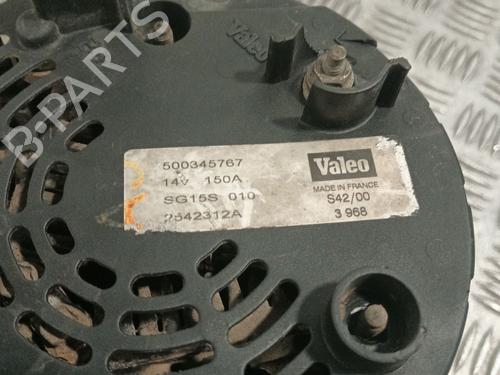 B-PARTS
Valeo
500345767
14V 150A
SG15S 010
2542312A
Valeo
MADE IN FRANCE
S42/00
3 968